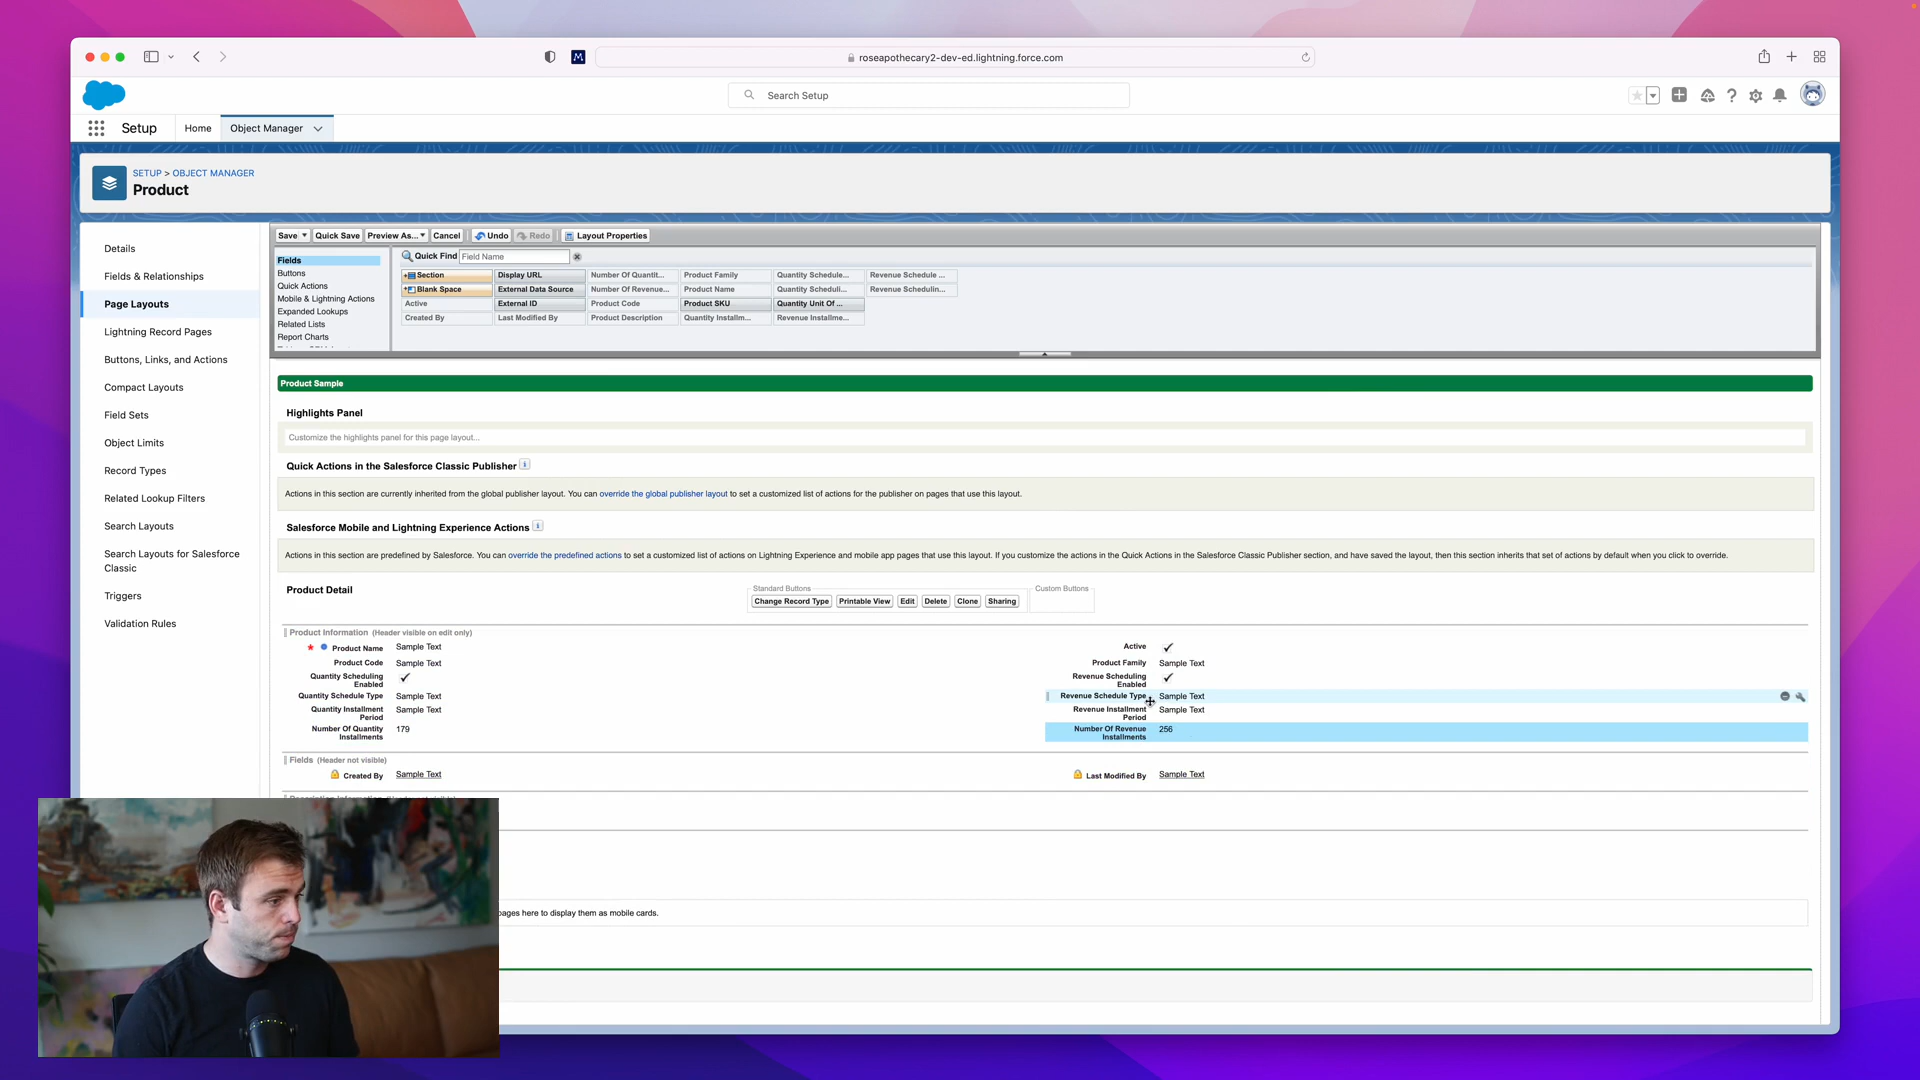 M
roseapothecary2-dev-ed.lightning.force.com
Search Setup
Setup
Home
Object Manager
SETUP > OBJECT MANAGER
Product
Details
Fields & Relationships
Page Layouts
Lightning Record Pages
Buttons, Links, and Actions
Compact Layouts
Field Sets
Object Limits
Record Types
Related Lookup Filters
Search Layouts
Search Layouts for Salesforce
Classic
Triggers
Validation Rules
Save
Quick Save
Preview As...
Cancel
Undo
Redo
Layout Properties
Fields
Buttons
Quick Actions
Mobile & Lightning Actions
Expanded Lookups
Related Lists
Report Charts
Quick Find
Field Name
Section
Display URL
Number Of Quantit...
Product Family
Quantity Schedule...
Revenue Schedule ...
Blank Space
External Data Source
Number Of Revenue...
Product Name
Quantity Scheduli...
Revenue Schedulin...
Active
External ID
Product Code
Product SKU
Quantity Unit Of ...
Created By
Last Modified By
Product Description
Quantity Installm...
Revenue Installme...
Product Sample
Highlights Panel
Customize the highlights panel for this page layout...
Quick Actions in the Salesforce Classic Publisher
Actions in this section are currently inherited from the global publisher layout. You can override the global publisher layout to set a customized list of actions for the publisher on pages that use this layout.
Salesforce Mobile and Lightning Experience Actions
Actions in this section are predefined by Salesforce. You can override the predefined actions to set a customized list of actions on Lightning Experience and mobile app pages that use this layout. If you customize the actions in the Quick Actions in the Salesforce Classic Publisher section, and have saved the layout, then this section inherits that set of actions by default when you click to override.
Product Detail
Standard Buttons
Change Record Type
Printable View
Edit
Delete
Clone
Sharing
Custom Buttons
Product Information (Header visible on edit only)
* Product Name Sample Text
Active
Product Code Sample Text
Product Family Sample Text
Quantity Scheduling
Enabled
Revenue Scheduling
Enabled
Quantity Schedule Type Sample Text
Revenue Schedule Type Sample Text
Quantity Installment
Period
Sample Text
Revenue Installment
Period
Sample Text
Number Of Quantity
Installments
179
Number Of Revenue
Installments
256
Fields (Header not visible)
Created By Sample Text
Last Modified By Sample Text
pages here to display them as mobile cards.